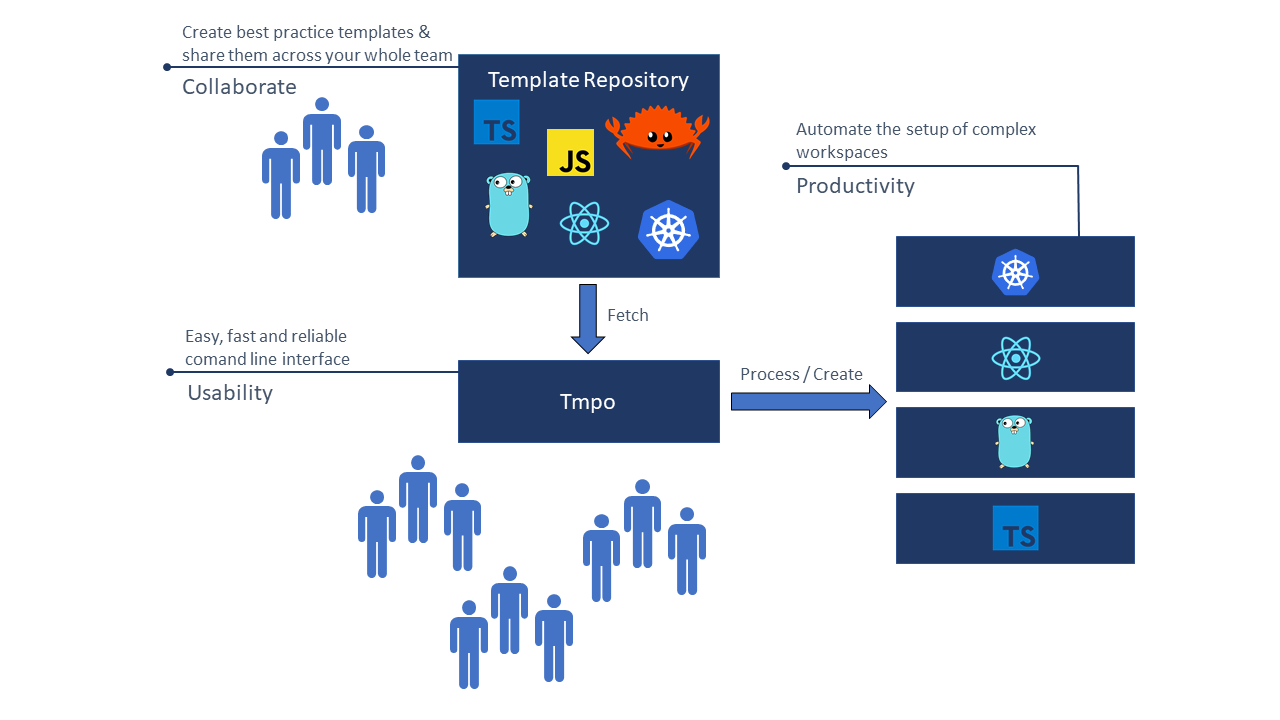 Create best practice templates &
share them across your whole team
Collaborate
Template Repository
TS
JS
Automate the setup of complex
workspaces
Productivity
Fetch
Easy, fast and reliable
comand line interface
Usability
Tmpo
Process / Create
TS